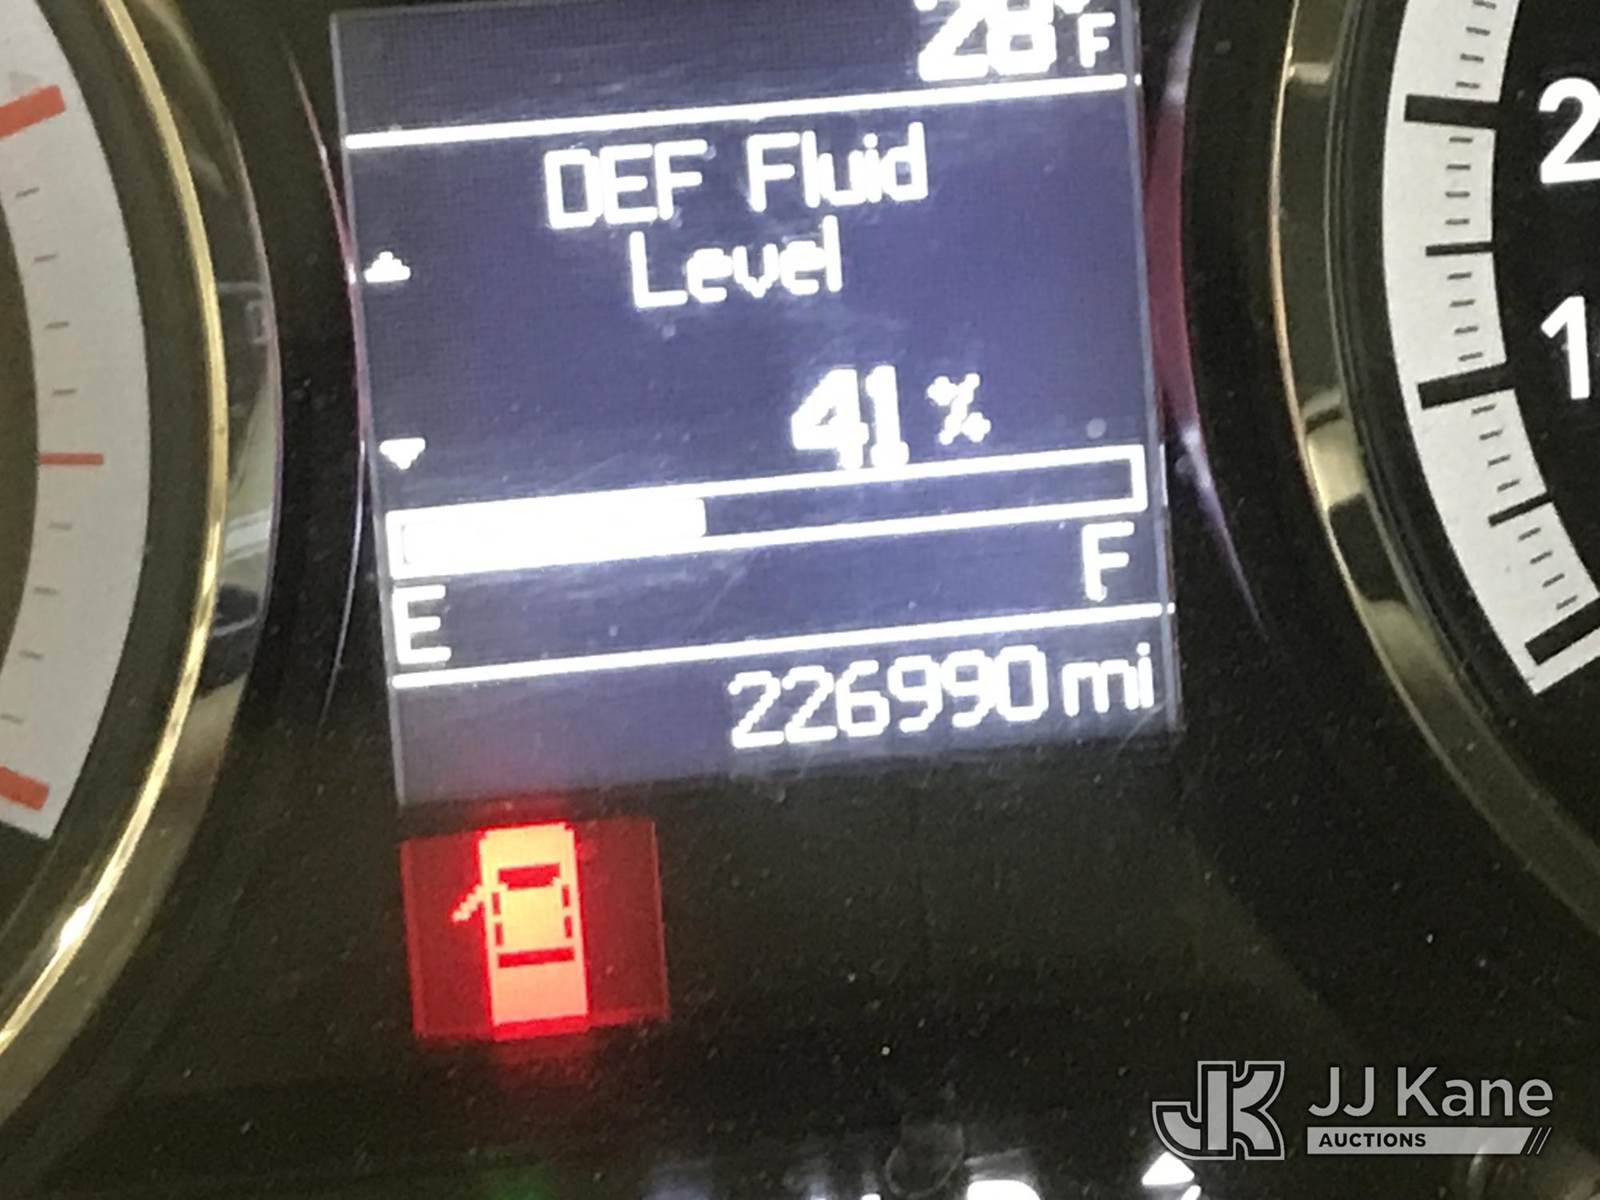 28°F
DEF Fluid
Level
41 %
E F
226990 mi
2
1
JJ Kane
AUCTIONS